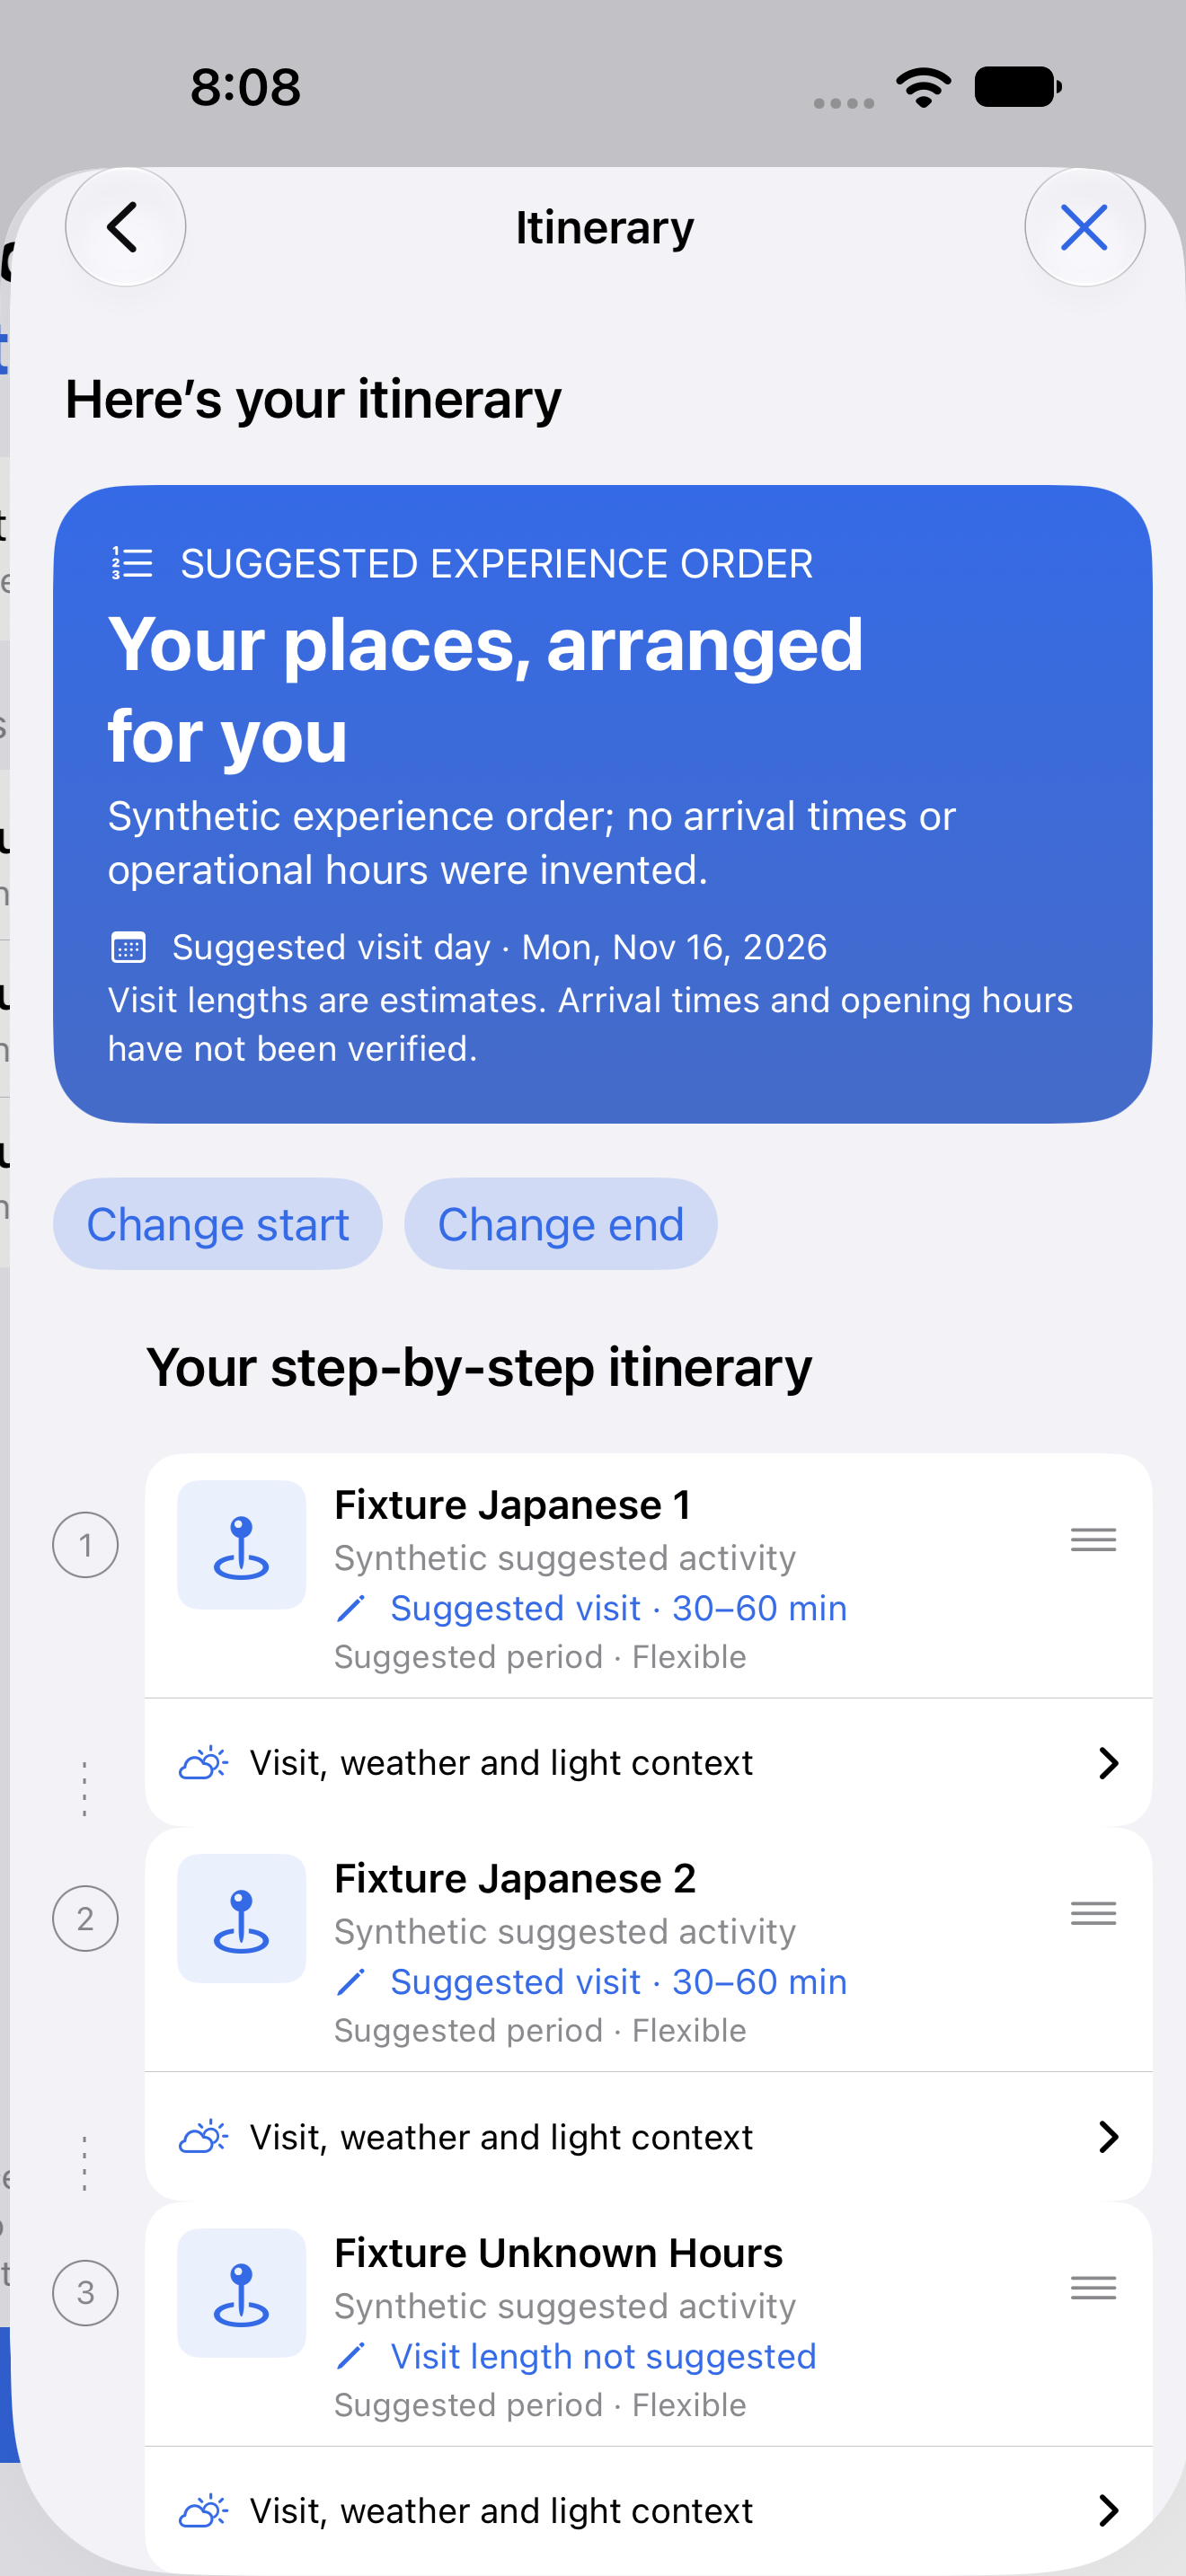 8:08
Itinerary
Here’s your itinerary
1
2
3
SUGGESTED EXPERIENCE ORDER
Your places, arranged
for you
Synthetic experience order; no arrival times or
operational hours were invented.
Suggested visit day · Mon, Nov 16, 2026
Visit lengths are estimates. Arrival times and opening hours
have not been verified.
Change start
Change end
Your step-by-step itinerary
1
Fixture Japanese 1
Synthetic suggested activity
Suggested visit · 30–60 min
Suggested period · Flexible
Visit, weather and light context
2
Fixture Japanese 2
Synthetic suggested activity
Suggested visit · 30–60 min
Suggested period · Flexible
Visit, weather and light context
3
Fixture Unknown Hours
Synthetic suggested activity
Visit length not suggested
Suggested period · Flexible
Visit, weather and light context